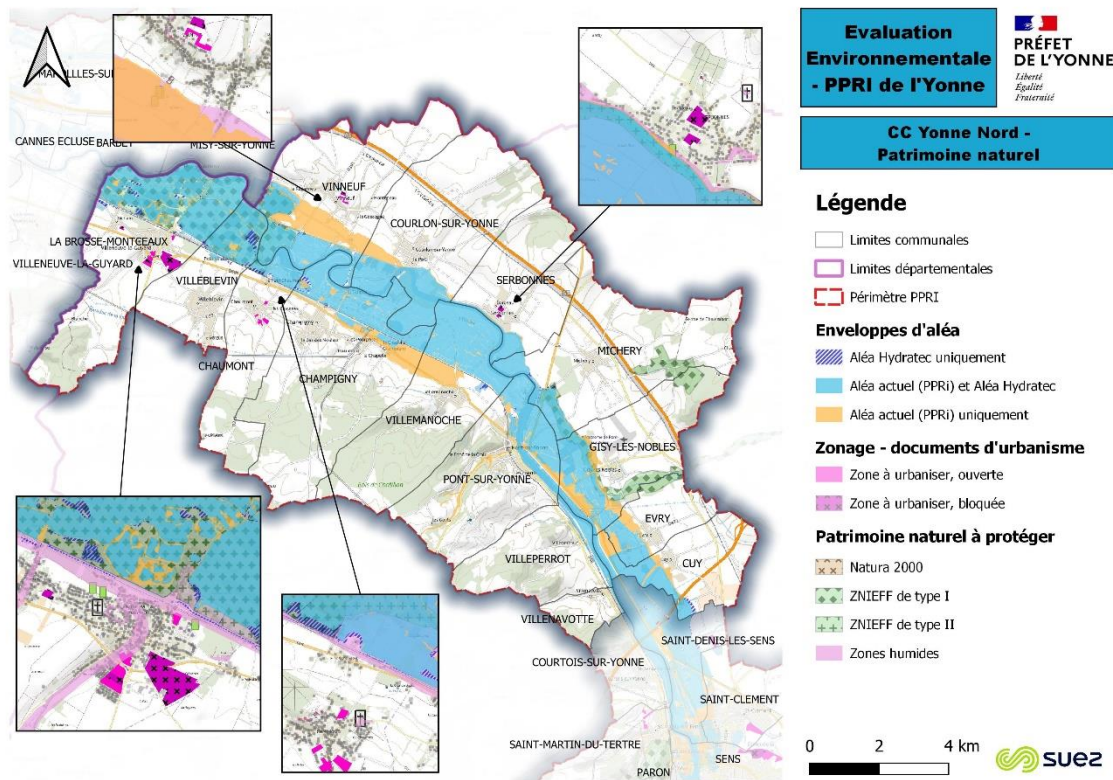 MAROLLES-SUR
CANNES ECLUSE
BARBEY
MISY-SUR-YONNE
VINNEUF
Vinneuf
COURLON-SUR-YONNE
LA BROSSE-MONTCEAUX
VILLENEUVE-LA-GUYARD
VILLEBLEVIN
SERBONNES
MICHERY
CHAUMONT
CHAMPIGNY
VILLEMANOCHE
GISY-LES-NOBLES
PONT-SUR-YONNE
EVRY
VILLEPERROT
CUY
VILLENAVOTTE
SAINT-DENIS-LES-SENS
COURTOIS-SUR-YONNE
SAINT-CLEMENT
SAINT-MARTIN-DU-TERTRE
SENS
PARON
Evaluation
Environnementale
- PPRI de l'Yonne
PRÉFET
DE L'YONNE
Liberté
Égalité
Fraternité
CC Yonne Nord -
Patrimoine naturel
Légende
Limites communales
Limites départementales
Périmètre PPRI
Enveloppes d'aléa
Aléa Hydratec uniquement
Aléa actuel (PPRi) et Aléa Hydratec
Aléa actuel (PPRi) uniquement
Zonage - documents d'urbanisme
Zone à urbaniser, ouverte
Zone à urbaniser, bloquée
Patrimoine naturel à protéger
Natura 2000
ZNIEFF de type I
ZNIEFF de type II
Zones humides
0 2 4 km
suez